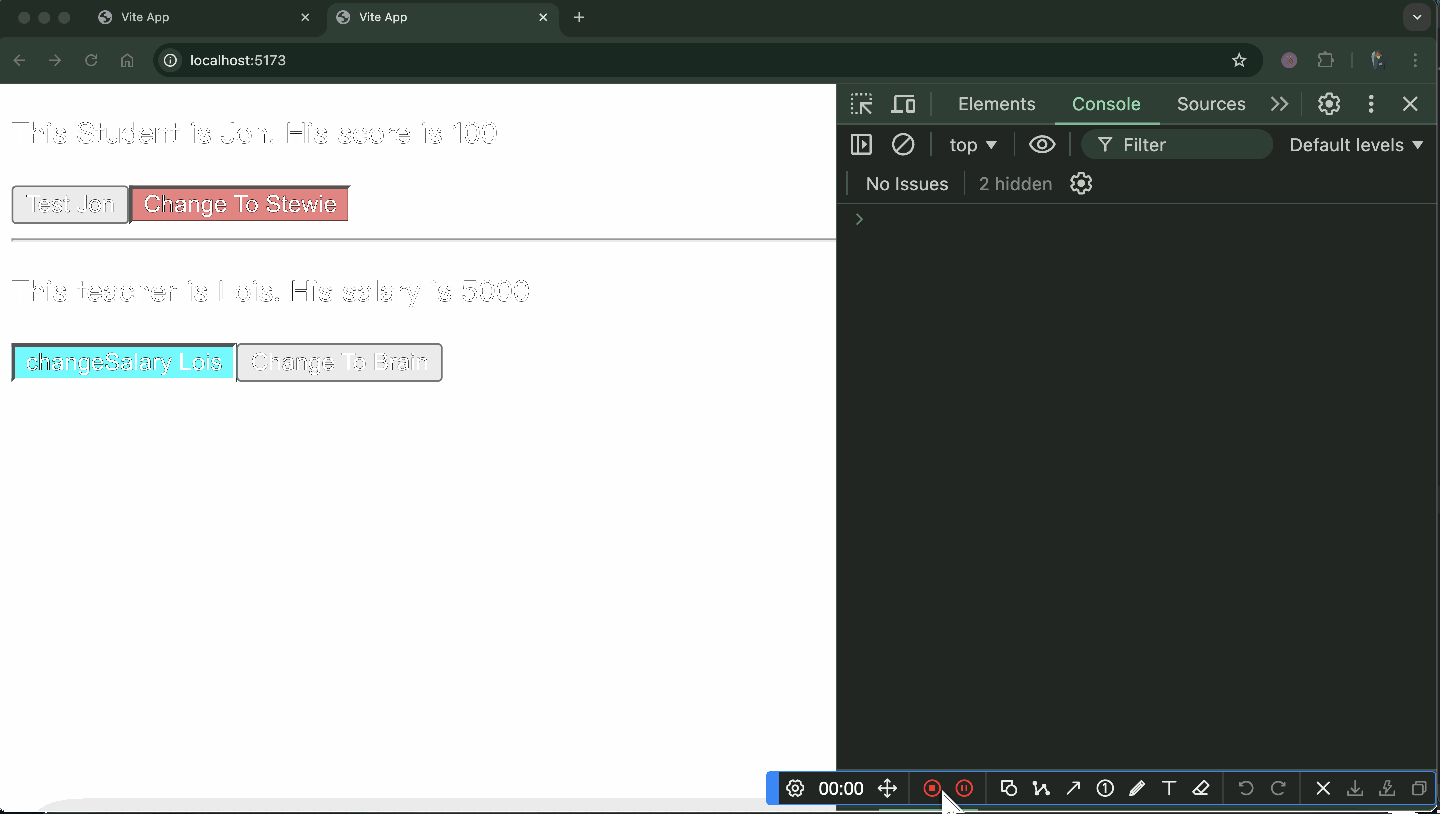 Vite App
Vite App
localhost:5173
This Student is Jon. His score is 100
Test Jon
Change To Stewie
This teacher is Lois. His salary is 5000
changeSalary Lois
Change To Brain
Elements
Console
Sources
top
Filter
Default levels
No Issues
2 hidden
00:00